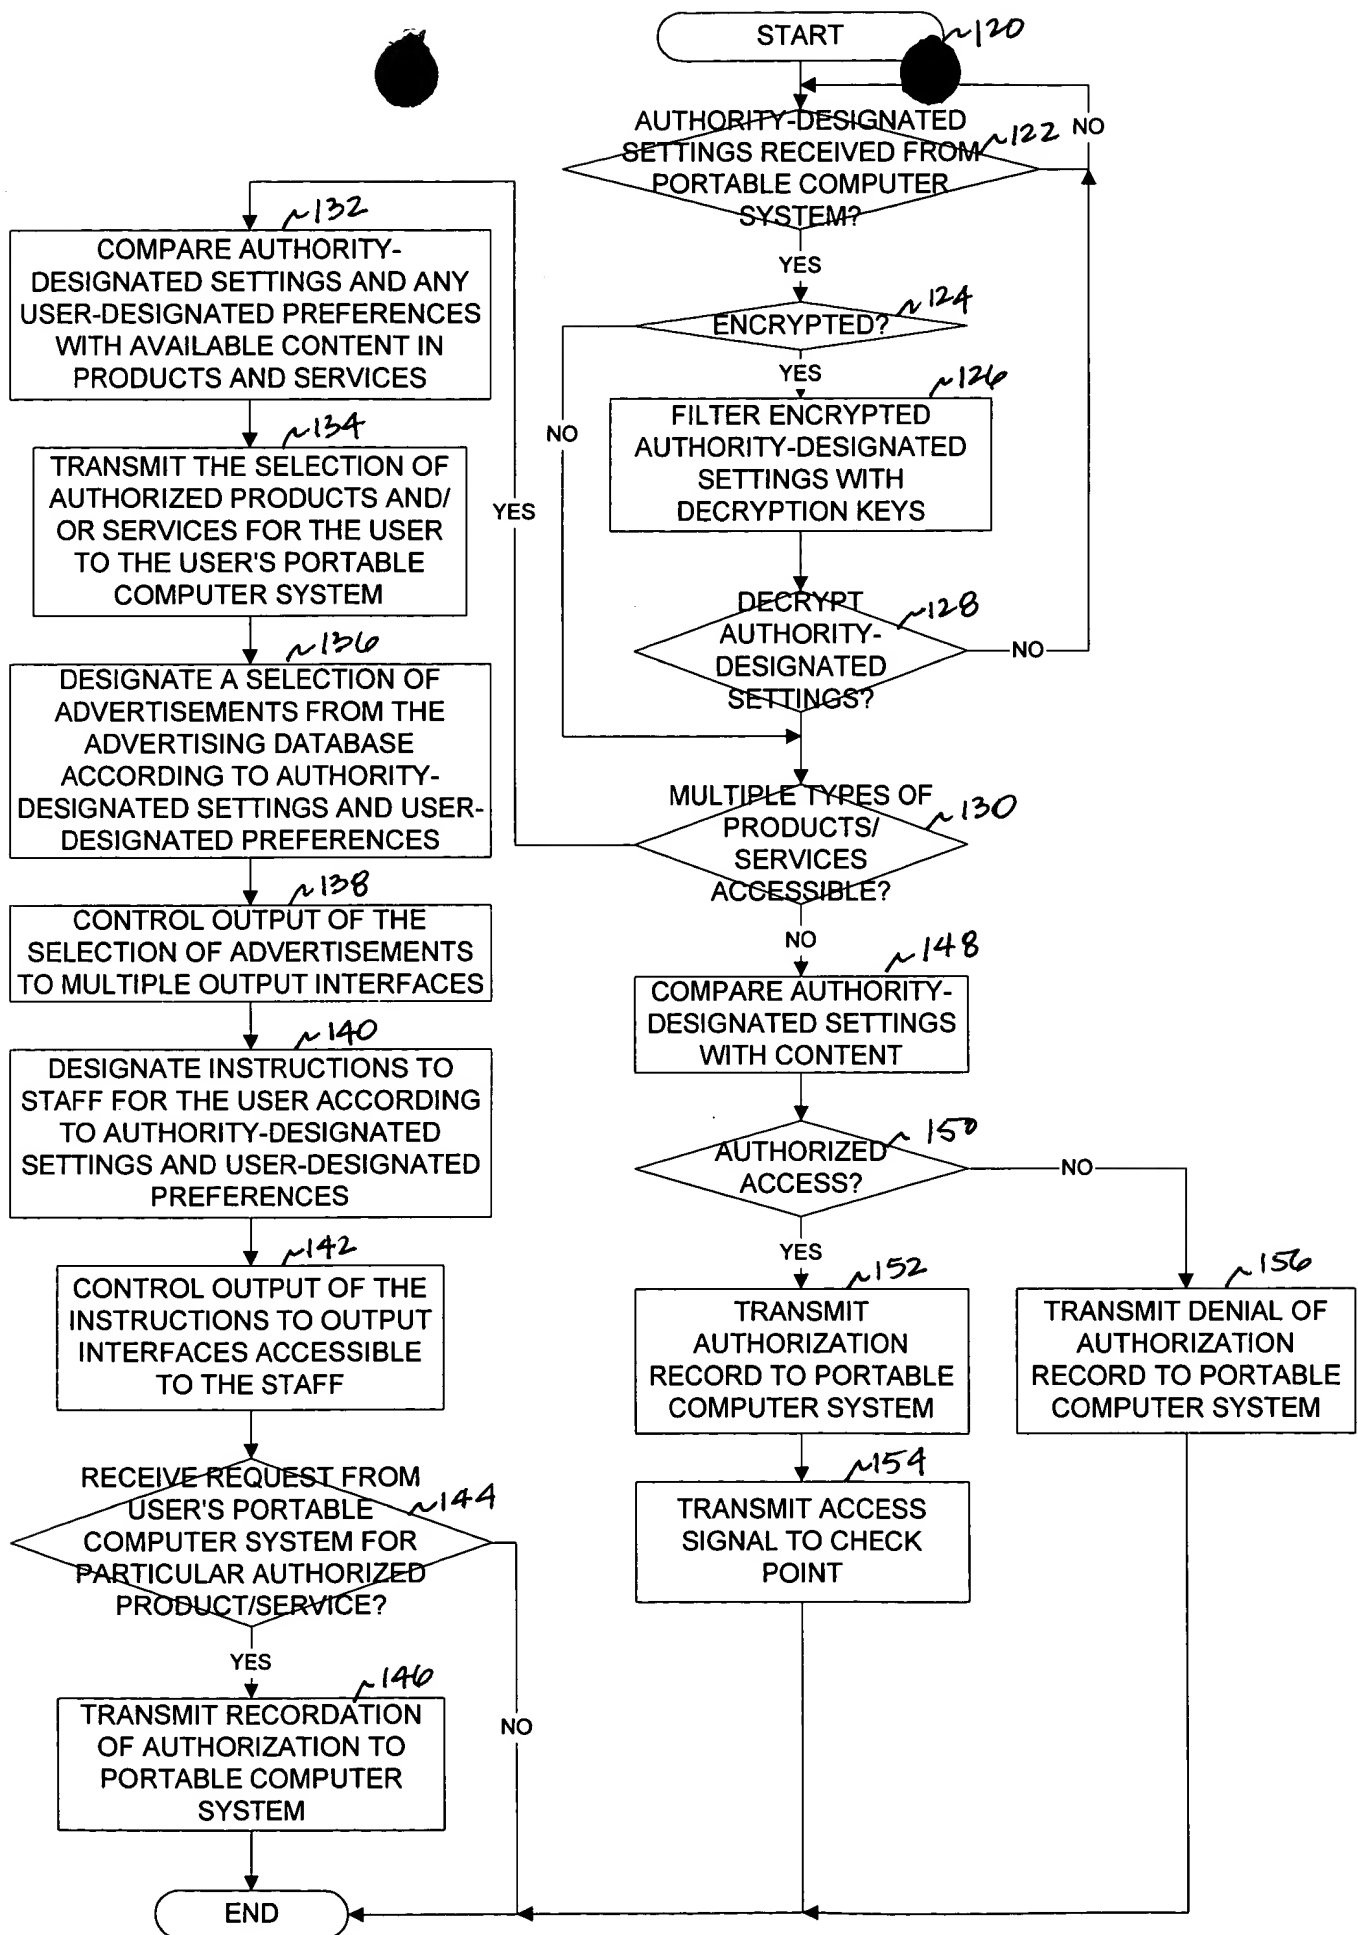 START
~120
AUTHORITY-DESIGNATED
SETTINGS RECEIVED FROM
PORTABLE COMPUTER
SYSTEM?
~122
NO
YES
ENCRYPTED?
~124
YES
NO
~126
FILTER ENCRYPTED
AUTHORITY-DESIGNATED
SETTINGS WITH
DECRYPTION KEYS
DECRYPT
AUTHORITY-
DESIGNATED
SETTINGS?
~128
NO
MULTIPLE TYPES OF
PRODUCTS/
SERVICES
ACCESSIBLE?
~130
YES
NO
~132
COMPARE AUTHORITY-
DESIGNATED SETTINGS AND ANY
USER-DESIGNATED PREFERENCES
WITH AVAILABLE CONTENT IN
PRODUCTS AND SERVICES
~134
TRANSMIT THE SELECTION OF
AUTHORIZED PRODUCTS AND/
OR SERVICES FOR THE USER
TO THE USER'S PORTABLE
COMPUTER SYSTEM
~136
DESIGNATE A SELECTION OF
ADVERTISEMENTS FROM THE
ADVERTISING DATABASE
ACCORDING TO AUTHORITY-
DESIGNATED SETTINGS AND USER-
DESIGNATED PREFERENCES
~138
CONTROL OUTPUT OF THE
SELECTION OF ADVERTISEMENTS
TO MULTIPLE OUTPUT INTERFACES
~140
DESIGNATE INSTRUCTIONS TO
STAFF FOR THE USER ACCORDING
TO AUTHORITY-DESIGNATED
SETTINGS AND USER-DESIGNATED
PREFERENCES
~142
CONTROL OUTPUT OF THE
INSTRUCTIONS TO OUTPUT
INTERFACES ACCESSIBLE
TO THE STAFF
RECEIVE REQUEST FROM
USER'S PORTABLE
COMPUTER SYSTEM FOR
PARTICULAR AUTHORIZED
PRODUCT/SERVICE?
~144
YES
NO
~146
TRANSMIT RECORDATION
OF AUTHORIZATION TO
PORTABLE COMPUTER
SYSTEM
~148
COMPARE AUTHORITY-
DESIGNATED SETTINGS
WITH CONTENT
AUTHORIZED
ACCESS?
~150
NO
YES
~152
TRANSMIT
AUTHORIZATION
RECORD TO PORTABLE
COMPUTER SYSTEM
~154
TRANSMIT ACCESS
SIGNAL TO CHECK
POINT
~156
TRANSMIT DENIAL OF
AUTHORIZATION
RECORD TO PORTABLE
COMPUTER SYSTEM
END